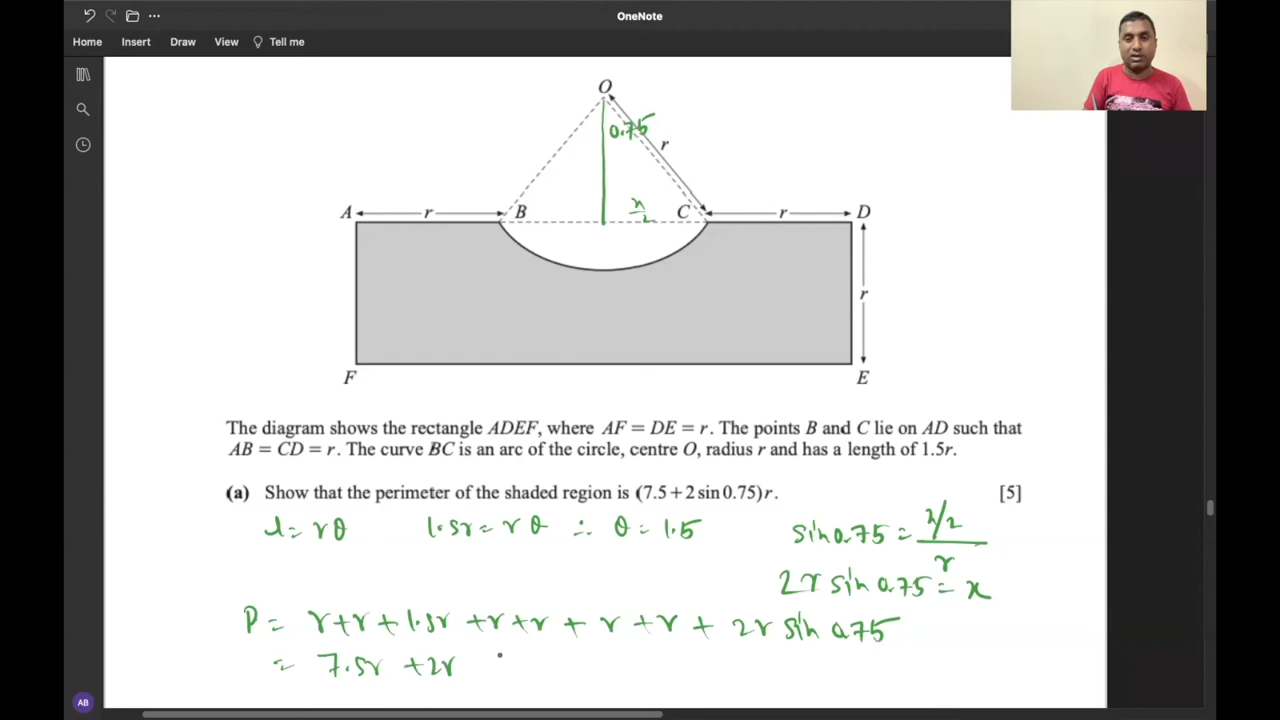 OneNote
Home Insert Draw View Tell me
O
0.75
r
x/2
A r B C r D
r
F E
The diagram shows the rectangle ADEF, where AF = DE = r. The points B and C lie on AD such that
AB = CD = r. The curve BC is an arc of the circle, centre O, radius r and has a length of 1.5r.
(a) Show that the perimeter of the shaded region is (7.5 + 2 sin 0.75)r. [5]
l = rθ 1.5r = rθ ∴ θ = 1.5 sin 0.75 = x/2 / r
2r sin 0.75 = x
P = r + r + 1.5r + r + r + r + r + 2r sin 0.75
= 7.5r + 2r
AB